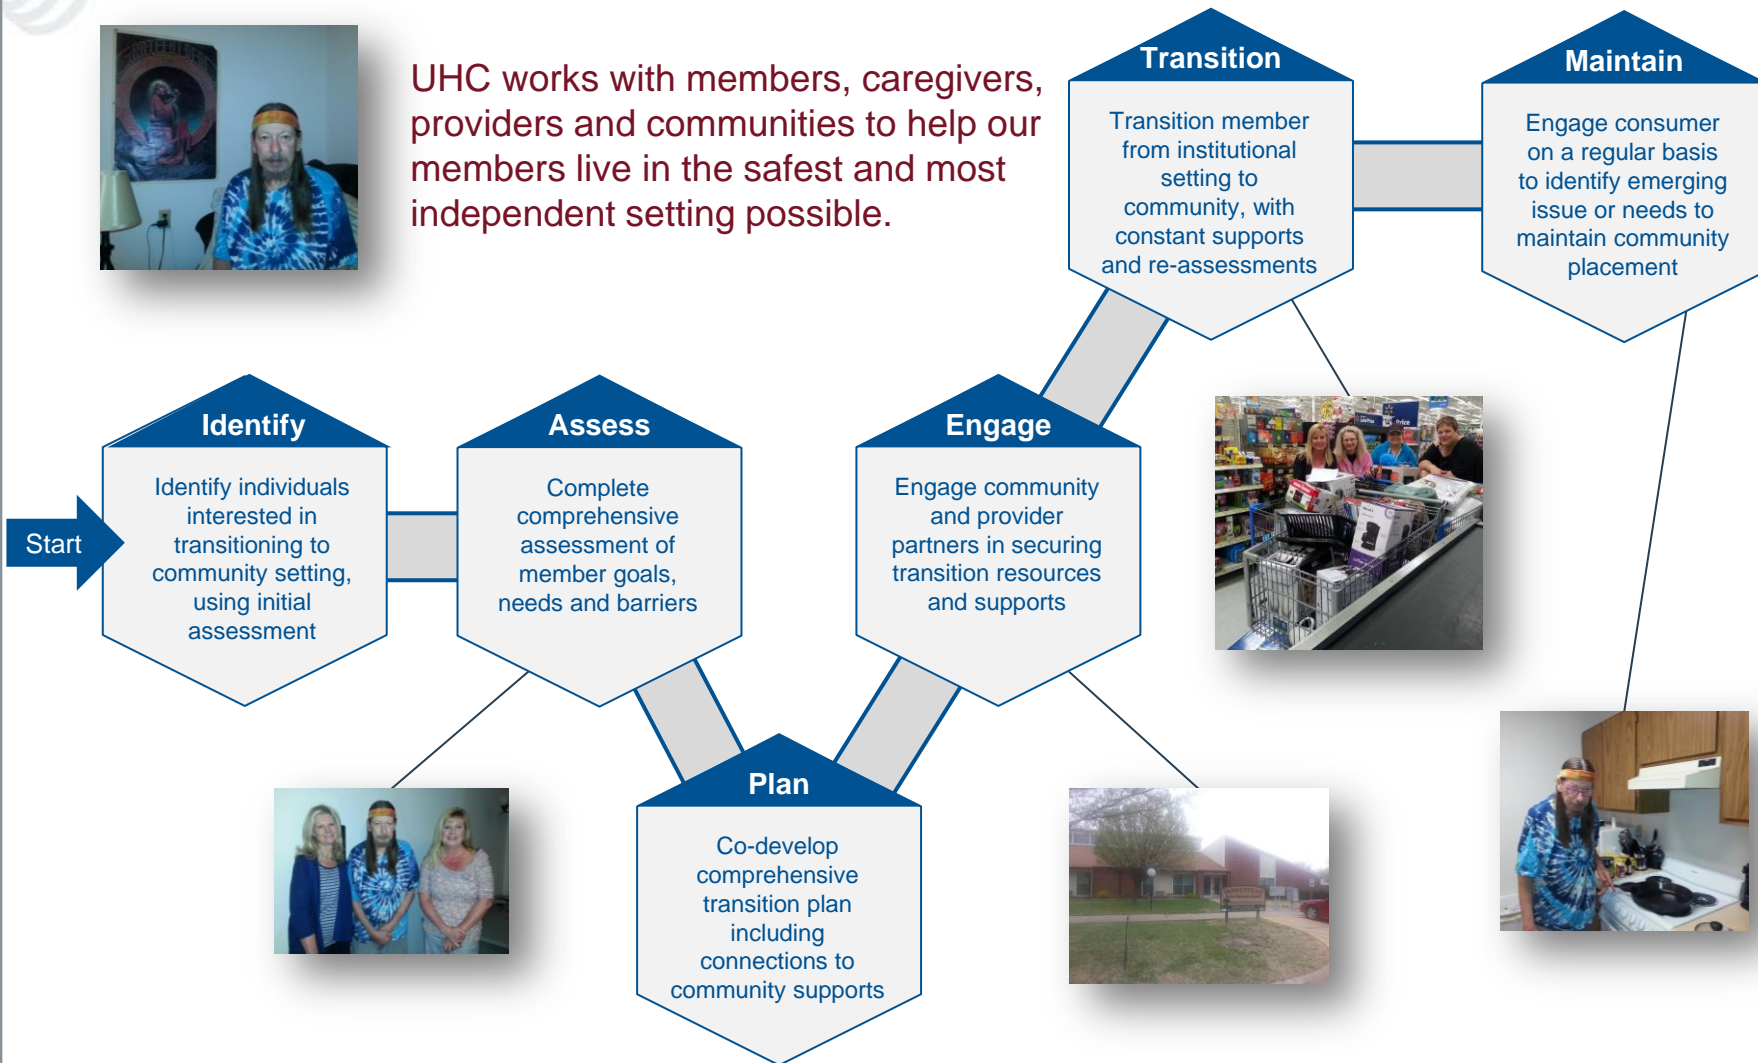 UHC works with members, caregivers,
providers and communities to help our
members live in the safest and most
independent setting possible.
Start
Identify
Identify individuals
interested in
transitioning to
community setting,
using initial
assessment
Assess
Complete
comprehensive
assessment of
member goals,
needs and barriers
Plan
Co-develop
comprehensive
transition plan
including
connections to
community supports
Engage
Engage community
and provider
partners in securing
transition resources
and supports
Transition
Transition member
from institutional
setting to
community, with
constant supports
and re-assessments
Maintain
Engage consumer
on a regular basis
to identify emerging
issue or needs to
maintain community
placement
Price